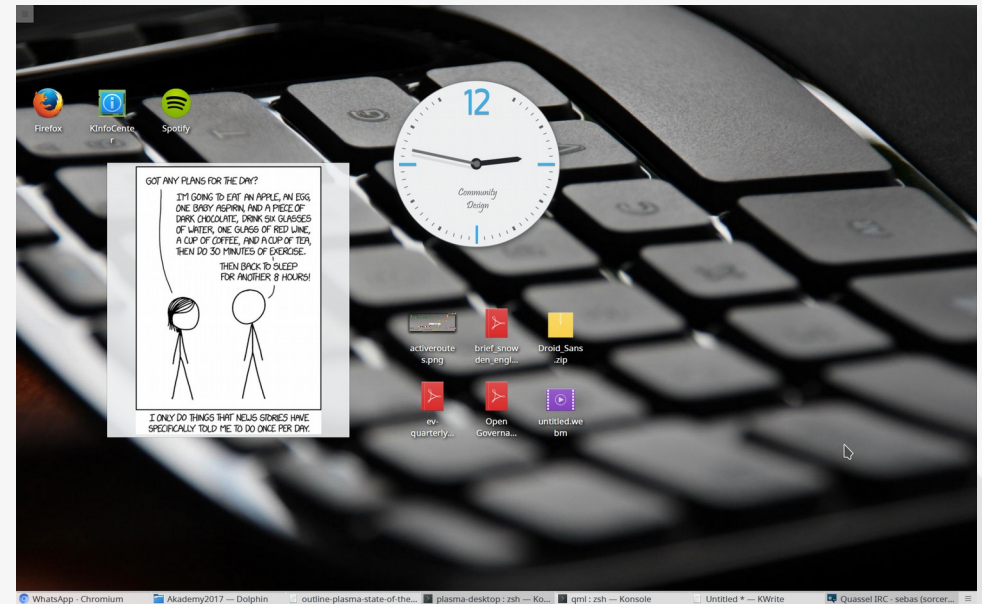 Firefox
KInfoCente
r
Spotify
12
Community
Design
GOT ANY PLANS FOR THE DAY?
I'M GOING TO EAT AN APPLE, AN EGG,
ONE BABY ASPIRIN, AND A PIECE OF
DARK CHOCOLATE, DRINK SIX GLASSES
OF WATER, ONE GLASS OF RED WINE,
A CUP OF COFFEE, AND A CUP OF TEA,
THEN DO 30 MINUTES OF EXERCISE.
THEN BACK TO SLEEP
FOR ANOTHER 8 HOURS!
I ONLY DO THINGS THAT NEWS STORIES HAVE
SPECIFICALLY TOLD ME TO DO ONCE PER DAY.
activeroute
s.png
brief_snow
den_engl...
Droid_Sans
.zip
ev-
quarterly...
Open
Governa...
untitled.we
bm
WhatsApp - Chromium
Akademy2017 — Dolphin
outline-plasma-state-of-the...
plasma-desktop : zsh — Ko...
qml : zsh — Konsole
Untitled * — KWrite
Quassel IRC - sebas (sorcer...